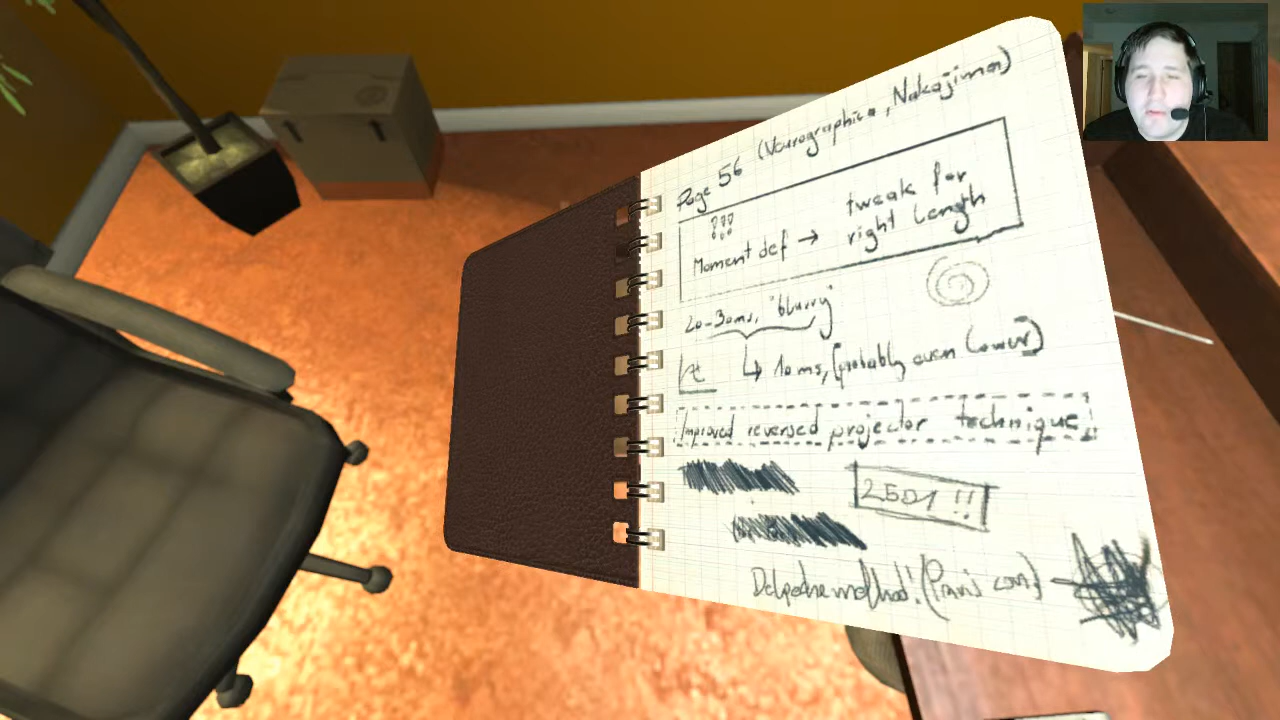 Page 56 (Neurographica, Nakajima)
???
???
Moment def → tweak for
right length
20-30ms, 'blurry'
↳ 10ms, (probably even lower)
Improved reversed projector technique
2501 !!